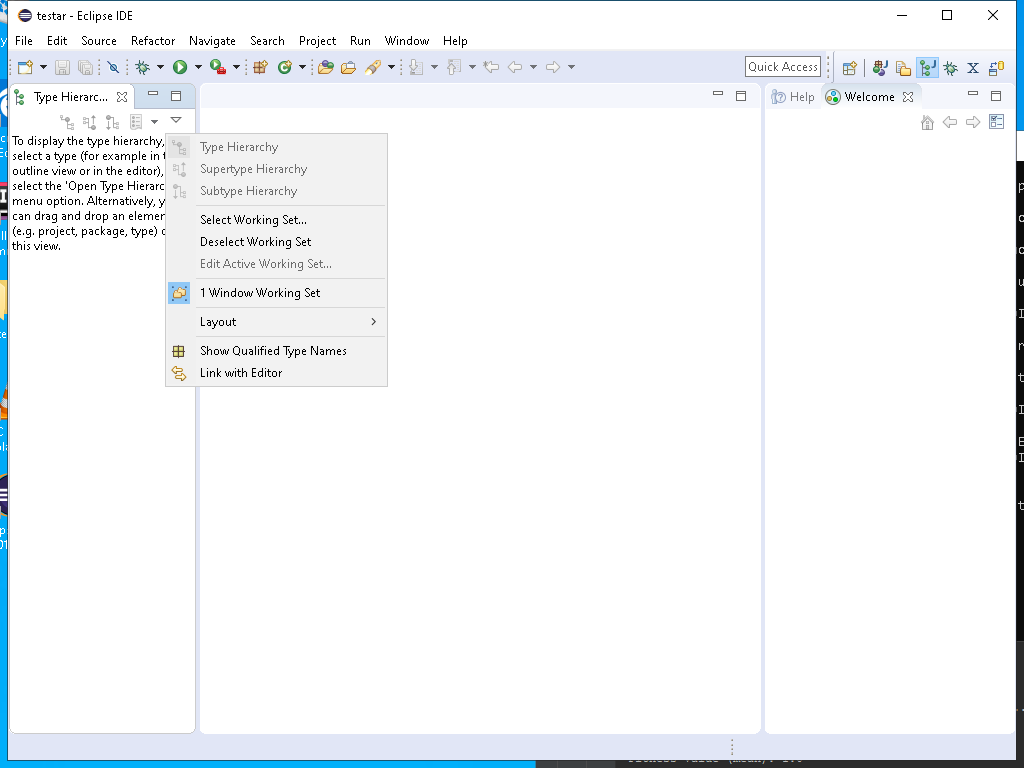 testar - Eclipse IDE
File Edit Source Refactor Navigate Search Project Run Window Help
Quick Access
Type Hierarc...
Help
Welcome
To display the type hierarchy,
select a type (for example in
outline view or in the editor),
select the 'Open Type Hierarc
menu option. Alternatively, y
can drag and drop an elemen
(e.g. project, package, type)
this view.
Type Hierarchy
Supertype Hierarchy
Subtype Hierarchy
Select Working Set...
Deselect Working Set
Edit Active Working Set...
1 Window Working Set
Layout
Show Qualified Type Names
Link with Editor